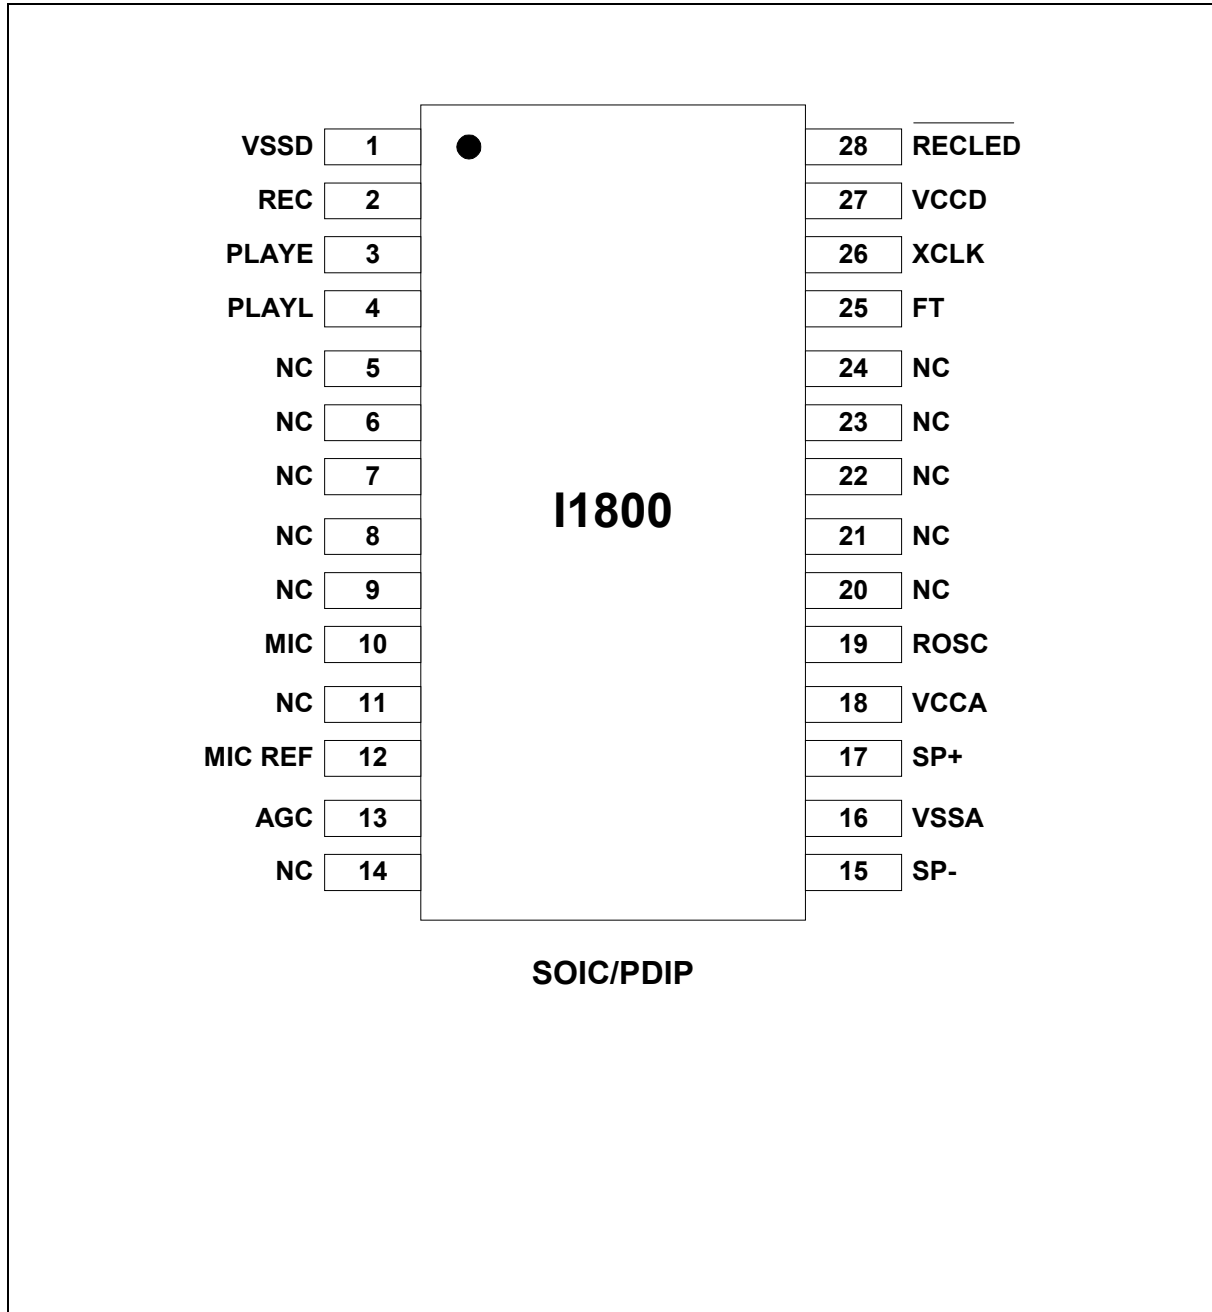 VSSD 1 28 RECLED
REC 2 27 VCCD
PLAYE 3 26 XCLK
PLAYL 4 25 FT
NC 5 24 NC
NC 6 23 NC
NC 7 22 NC
I1800
NC 8 21 NC
NC 9 20 NC
MIC 10 19 ROSC
NC 11 18 VCCA
MIC REF 12 17 SP+
AGC 13 16 VSSA
NC 14 15 SP-
SOIC/PDIP